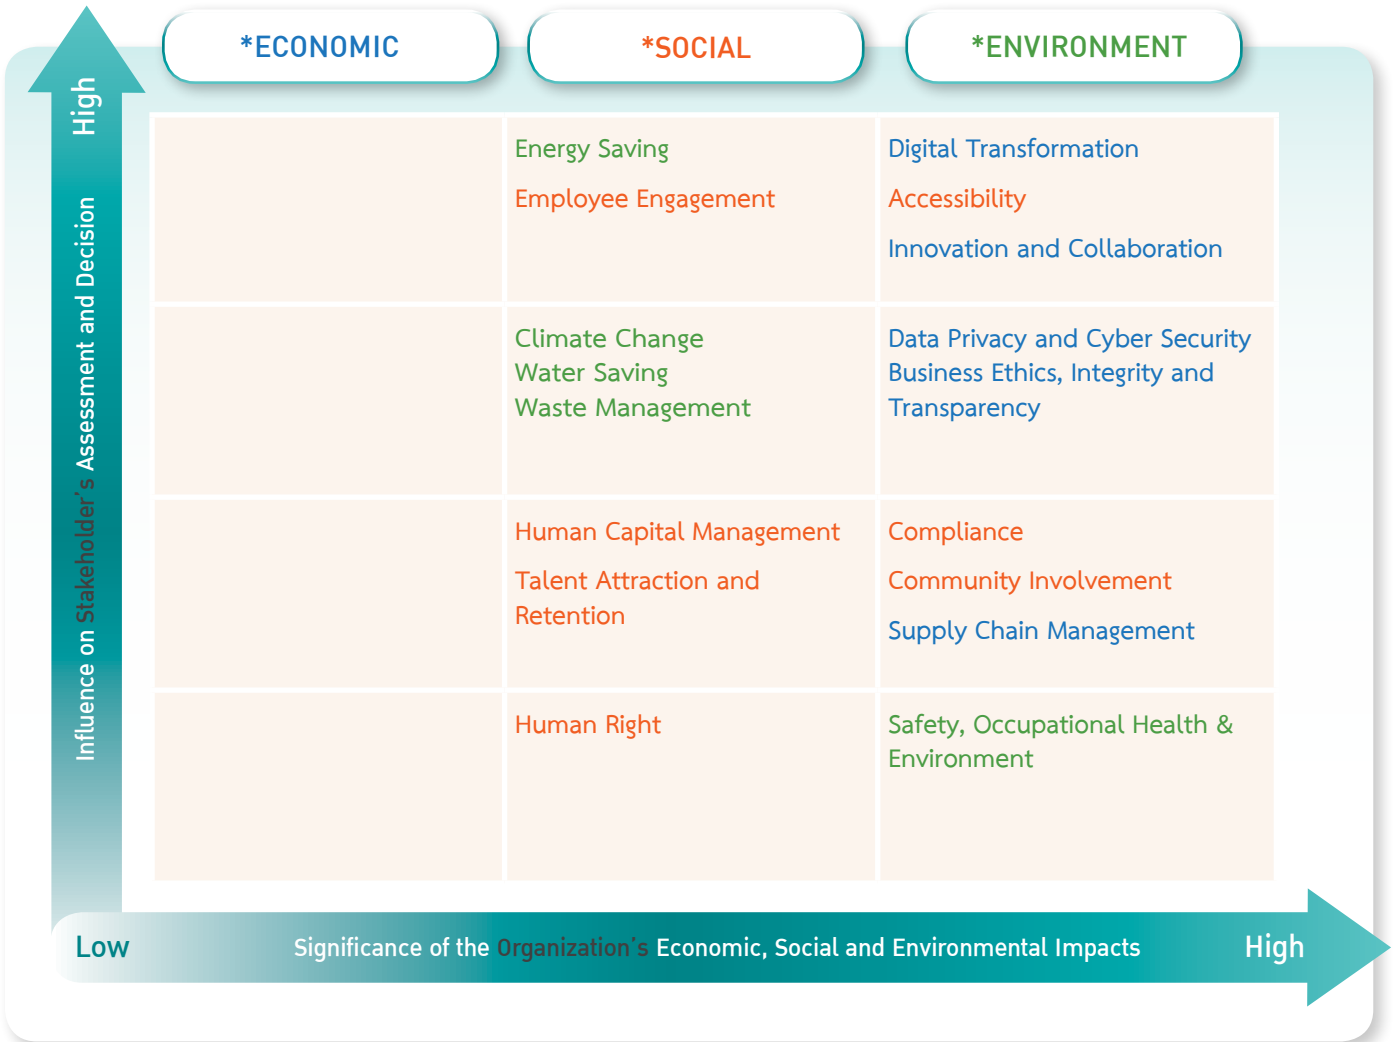 *ECONOMIC
*SOCIAL
*ENVIRONMENT
High
Influence on Stakeholder's Assessment and Decision
Energy Saving
Employee Engagement
Digital Transformation
Accessibility
Innovation and Collaboration
Climate Change
Water Saving
Waste Management
Data Privacy and Cyber Security
Business Ethics, Integrity and
Transparency
Human Capital Management
Talent Attraction and
Retention
Compliance
Community Involvement
Supply Chain Management
Human Right
Safety, Occupational Health &
Environment
Low
Significance of the Organization's Economic, Social and Environmental Impacts
High